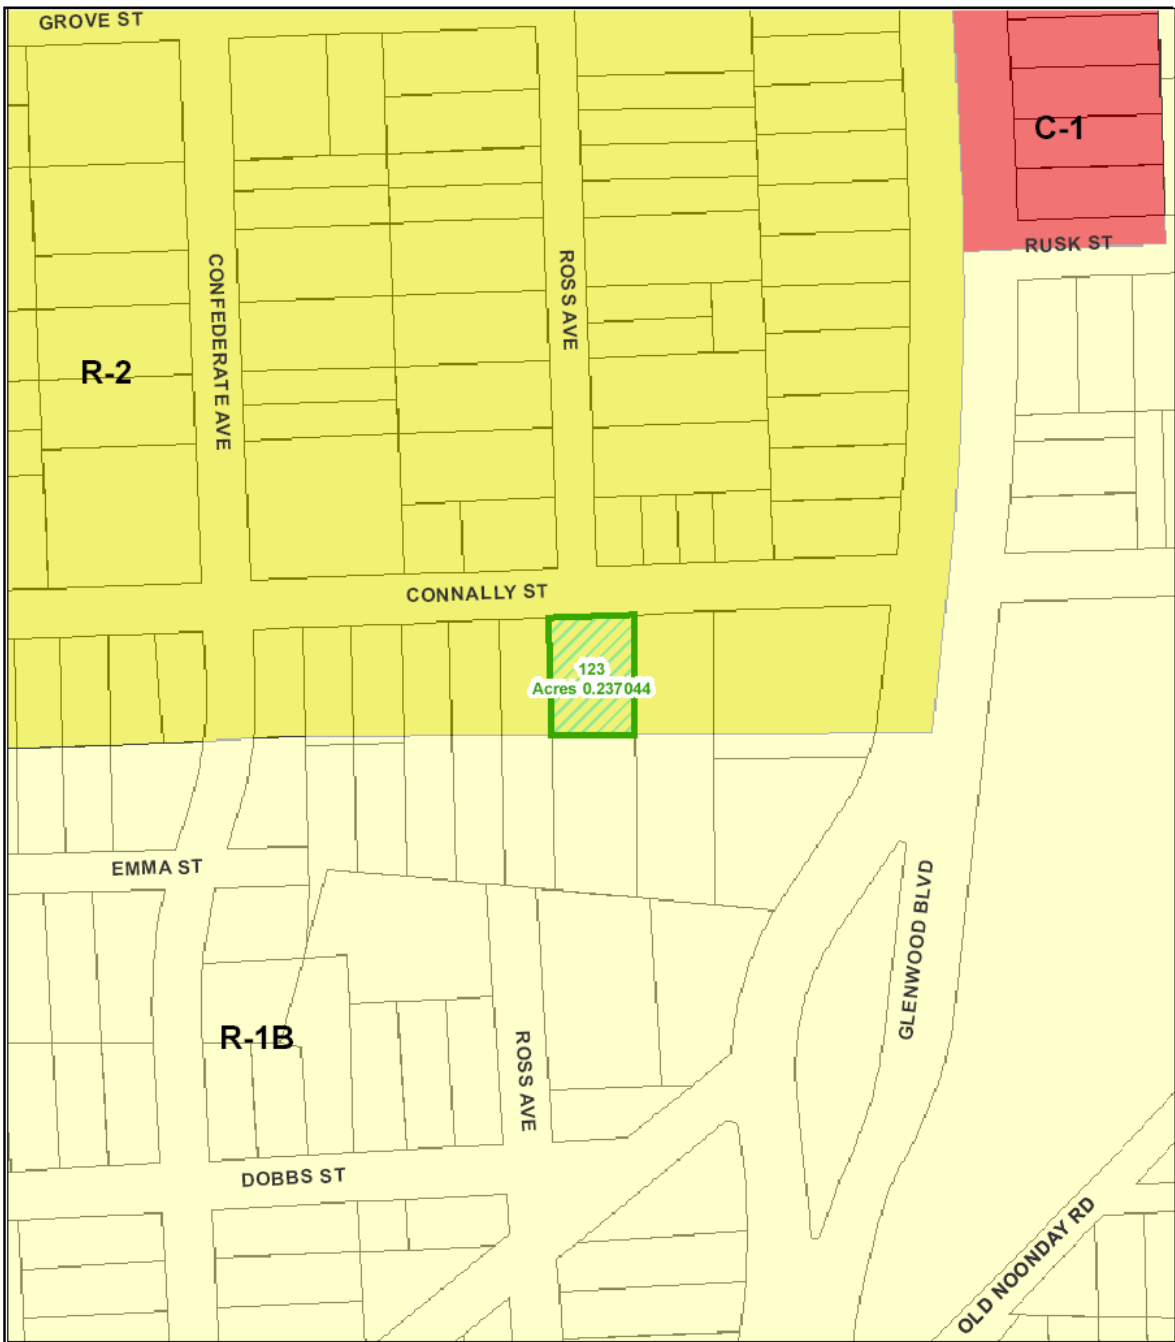 GROVE ST
C-1
RUSK ST
CONFEDERATE AVE
ROSS AVE
R-2
CONNALLY ST
123
Acres 0.237044
EMMA ST
GLENWOOD BLVD
R-1B
ROSS AVE
DOBBS ST
OLD NOONDAY RD